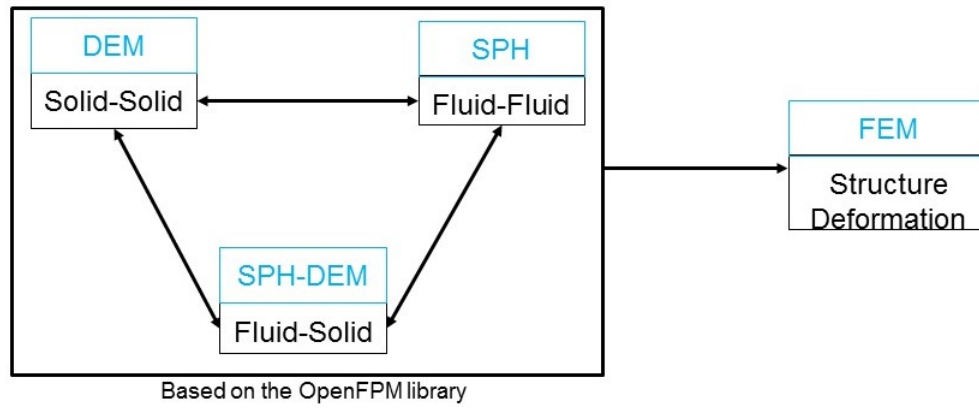 DEM
Solid-Solid
SPH
Fluid-Fluid
SPH-DEM
Fluid-Solid
FEM
Structure
Deformation
Based on the OpenFPM library